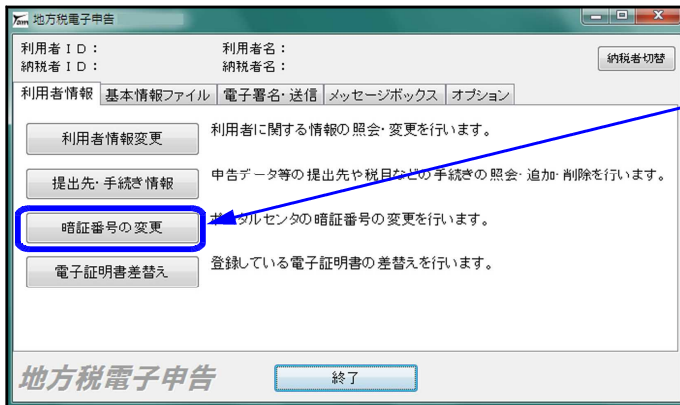 地方税電子申告
利用者ID： 利用者名：
納税者ID： 納税者名：
納税者切替
利用者情報 基本情報ファイル 電子署名・送信 メッセージボックス オプション
利用者情報変更 利用者に関する情報の照会・変更を行います。
提出先・手続き情報 申告データ等の提出先や税目などの手続きの照会・追加・削除を行います。
暗証番号の変更 ポータルセンタの暗証番号の変更を行います。
電子証明書差替え 登録している電子証明書の差替えを行います。
地方税電子申告 終了